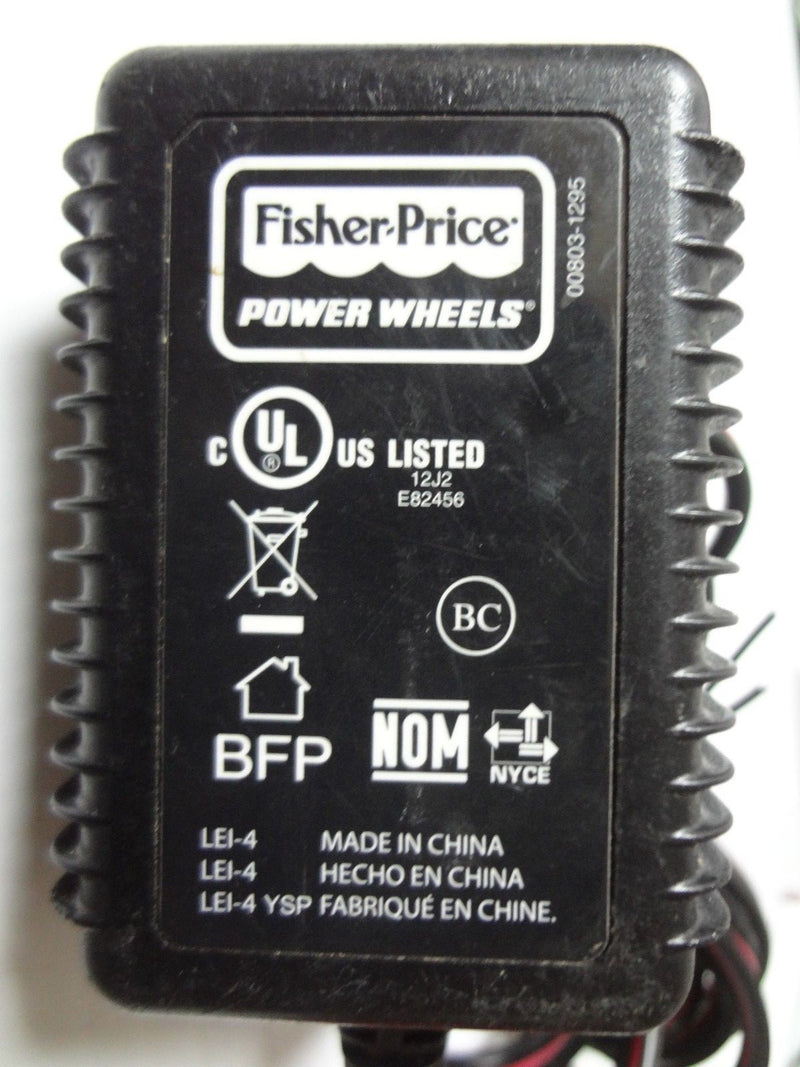 Fisher-Price
POWER WHEELS®
00803-1295
C UL® US LISTED
12J2
E82456
BC
BFP
NOM
NYCE
LEI-4 MADE IN CHINA
LEI-4 HECHO EN CHINA
LEI-4 YSP FABRIQUÉ EN CHINE.